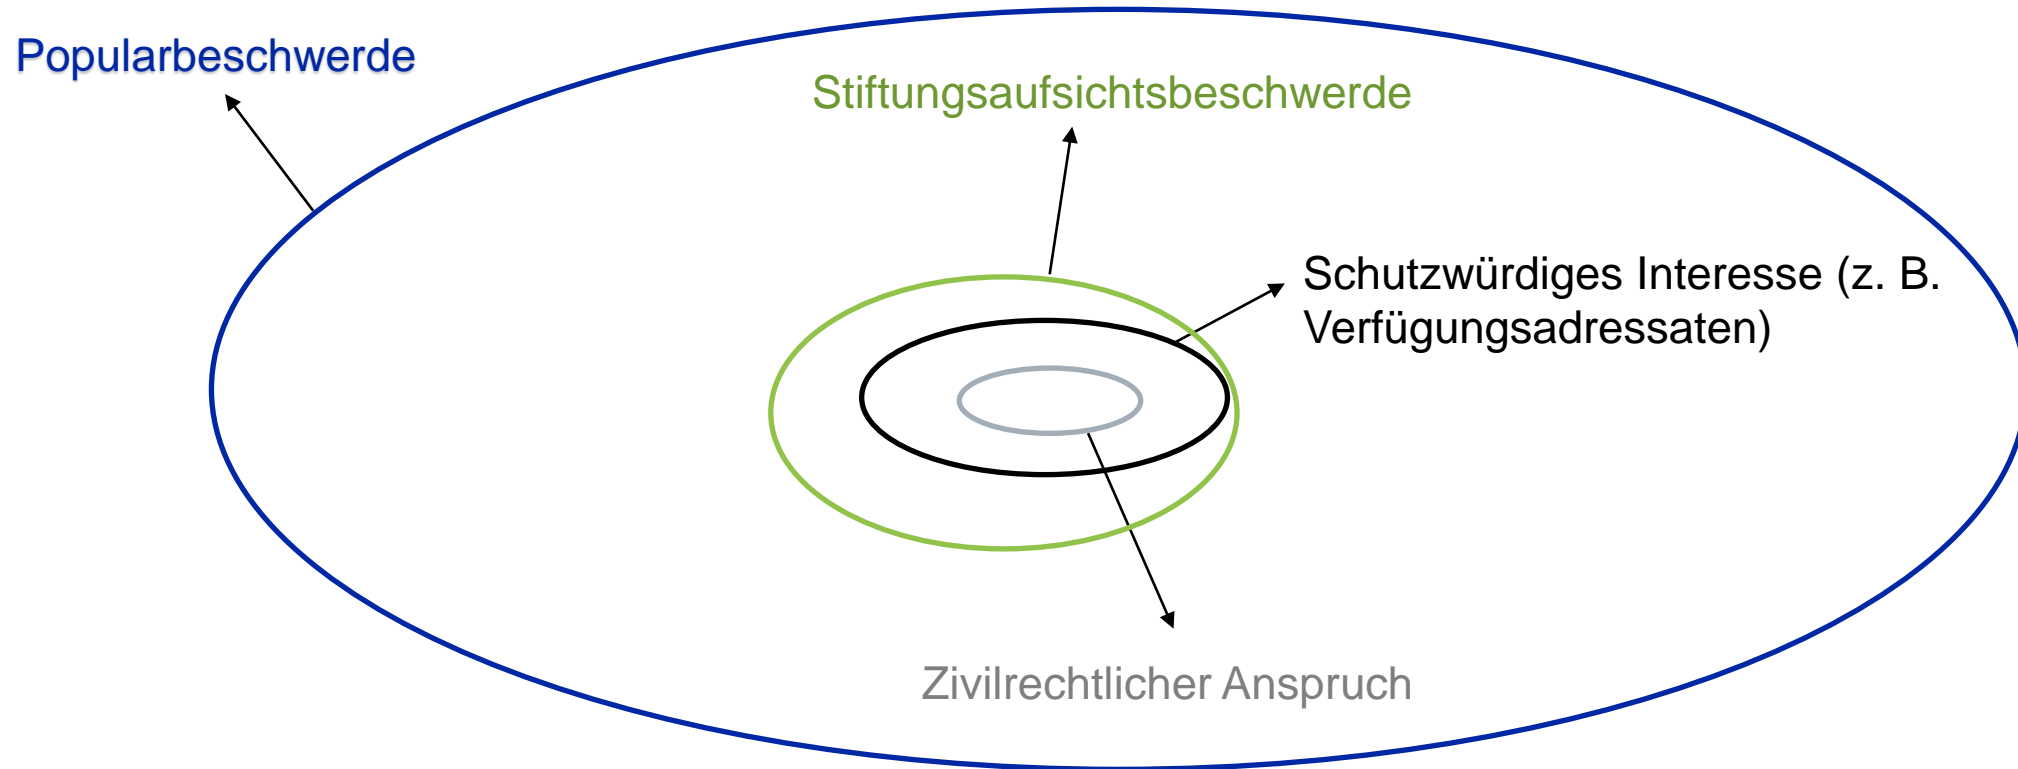 Popularbeschwerde
Stiftungsaufsichtsbeschwerde
Schutzwürdiges Interesse (z. B.
Verfügungsadressaten)
Zivilrechtlicher Anspruch